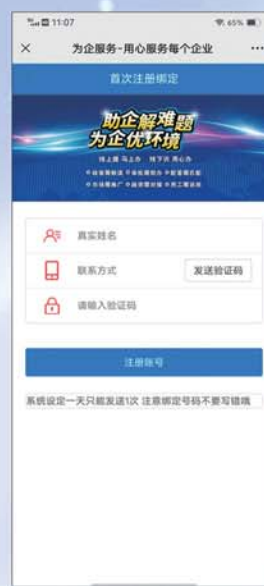 11:07
65%
为企服务-用心服务每个企业
首次注册绑定
助企解难题
为企优环境
线上提 马上办 线下访 用心办
真实姓名
联系方式
发送验证码
请输入验证码
注册账号
系统设定一天只能发送1次 注意绑定号码不要写错哦